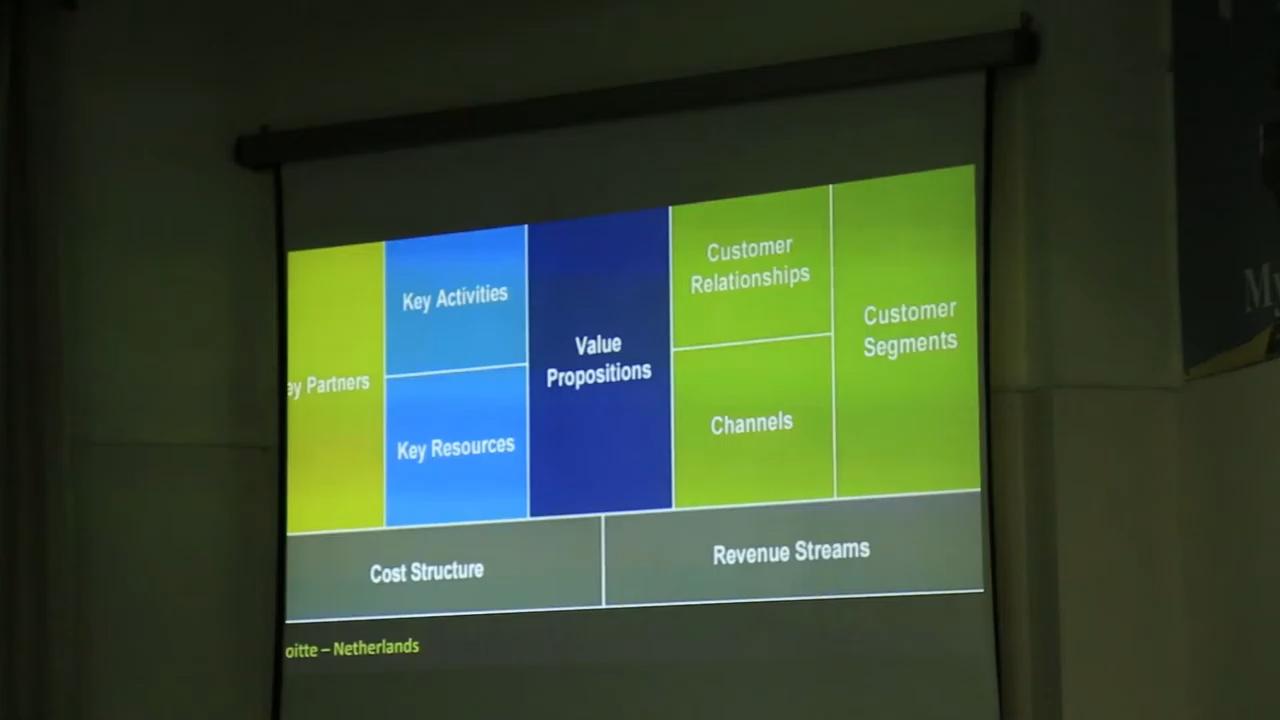 ey Partners
Key Activities
Key Resources
Value
Propositions
Customer
Relationships
Channels
Customer
Segments
Cost Structure
Revenue Streams
oitte – Netherlands